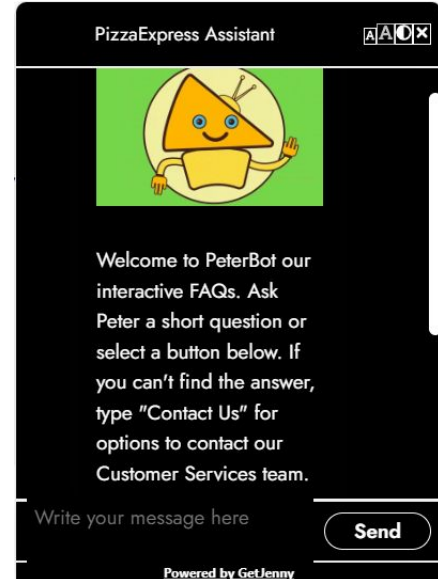 PizzaExpress Assistant
A A
Welcome to PeterBot our
interactive FAQs. Ask
Peter a short question or
select a button below. If
you can't find the answer,
type "Contact Us" for
options to contact our
Customer Services team.
Write your message here
Send
Powered by GetJenny